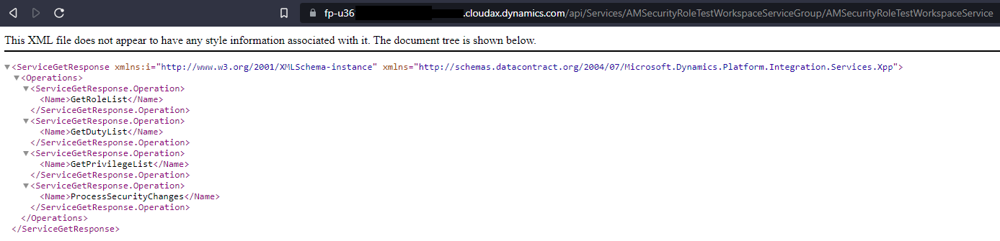 fp-u36 .cloudax.dynamics.com/api/Services/AMSecurityRoleTestWorkspaceServiceGroup/AMSecurityRoleTestWorkspaceService
This XML file does not appear to have any style information associated with it. The document tree is shown below.
<ServiceGetResponse xmlns:i="http://www.w3.org/2001/XMLSchema-instance" xmlns="http://schemas.datacontract.org/2004/07/Microsoft.Dynamics.Platform.Integration.Services.Xpp">
<Operations>
<ServiceGetResponse.Operation>
<Name>GetRoleList</Name>
</ServiceGetResponse.Operation>
<ServiceGetResponse.Operation>
<Name>GetDutyList</Name>
</ServiceGetResponse.Operation>
<ServiceGetResponse.Operation>
<Name>GetPrivilegeList</Name>
</ServiceGetResponse.Operation>
<ServiceGetResponse.Operation>
<Name>ProcessSecurityChanges</Name>
</ServiceGetResponse.Operation>
</Operations>
</ServiceGetResponse>